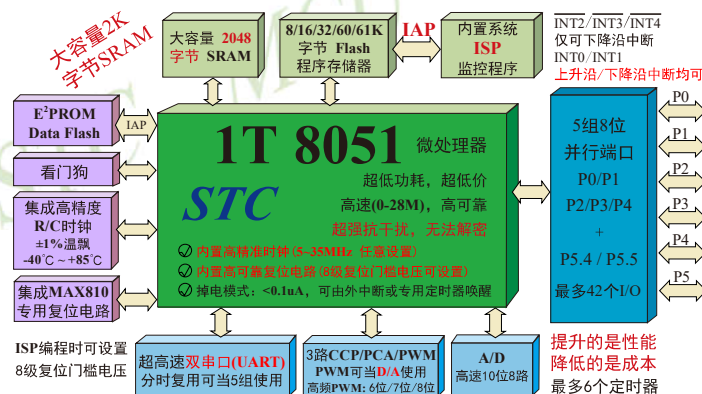 大容量2K
字节SRAM
大容量 2048
字节 SRAM
8/16/32/60/61K
字节 Flash
程序存储器
IAP
内置系统
ISP
监控程序
INT2/INT3/INT4
仅可下降沿中断
INT0/INT1
上升沿/下降沿中断均可
E²PROM
Data Flash
IAP
看门狗
集成高精度
R/C时钟
±1%温飘
-40℃～+85℃
集成MAX810
专用复位电路
1T 8051 微处理器
STC
超低功耗，超低价
高速(0-28M)，高可靠
超强抗干扰，无法解密
内置高精准时钟(5~35MHz 任意设置)
内置高可靠复位电路(8级复位门槛电压可设置)
掉电模式：<0.1uA，可由外中断或专用定时器唤醒
5组8位
并行端口
P0/P1
P2/P3/P4
+
P5.4 / P5.5
最多42个I/O
P0
P1
P2
P3
P4
P5
ISP编程时可设置
8级复位门槛电压
超高速双串口(UART)
分时复用可当5组使用
3路CCP/PCA/PWM
PWM可当D/A使用
高频PWM: 6位/7位/8位
A/D
高速10位8路
提升的是性能
降低的是成本
最多6个定时器